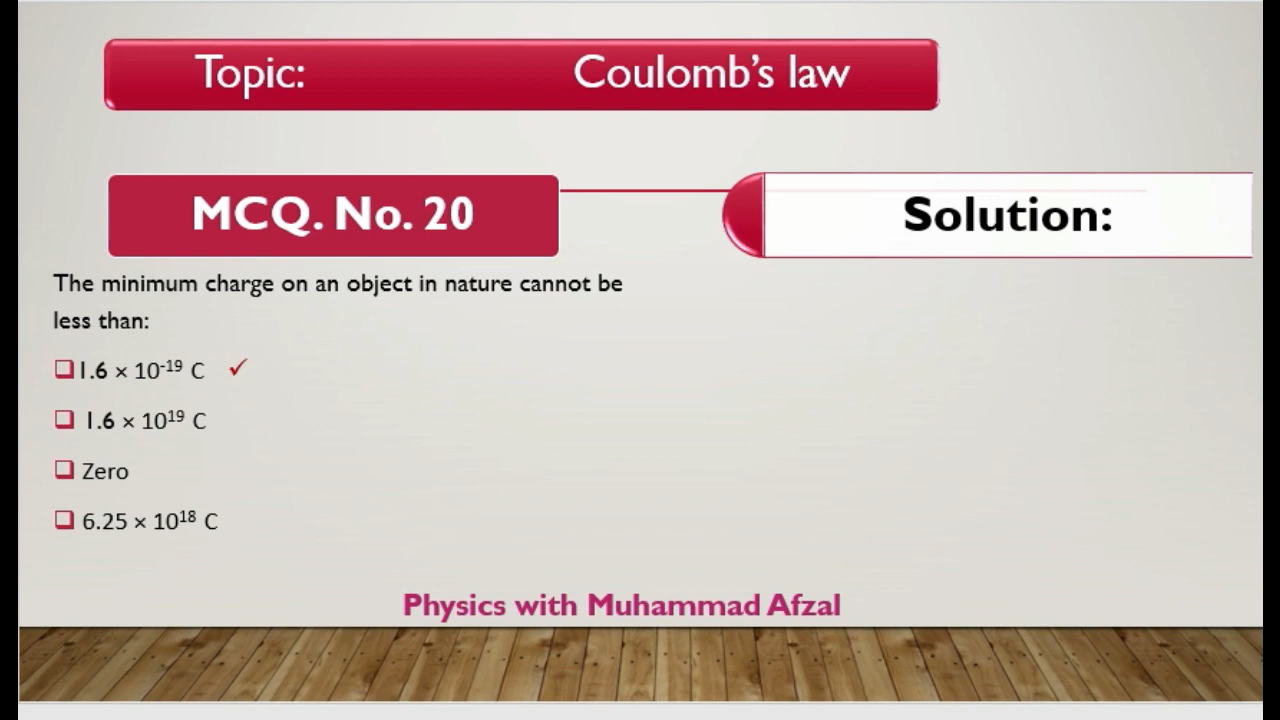 Topic: Coulomb's law
MCQ. No. 20
Solution:
The minimum charge on an object in nature cannot be
less than:
❑1.6 × 10⁻¹⁹ C ✓
❑ 1.6 × 10¹⁹ C
❑ Zero
❑ 6.25 × 10¹⁸ C
Physics with Muhammad Afzal